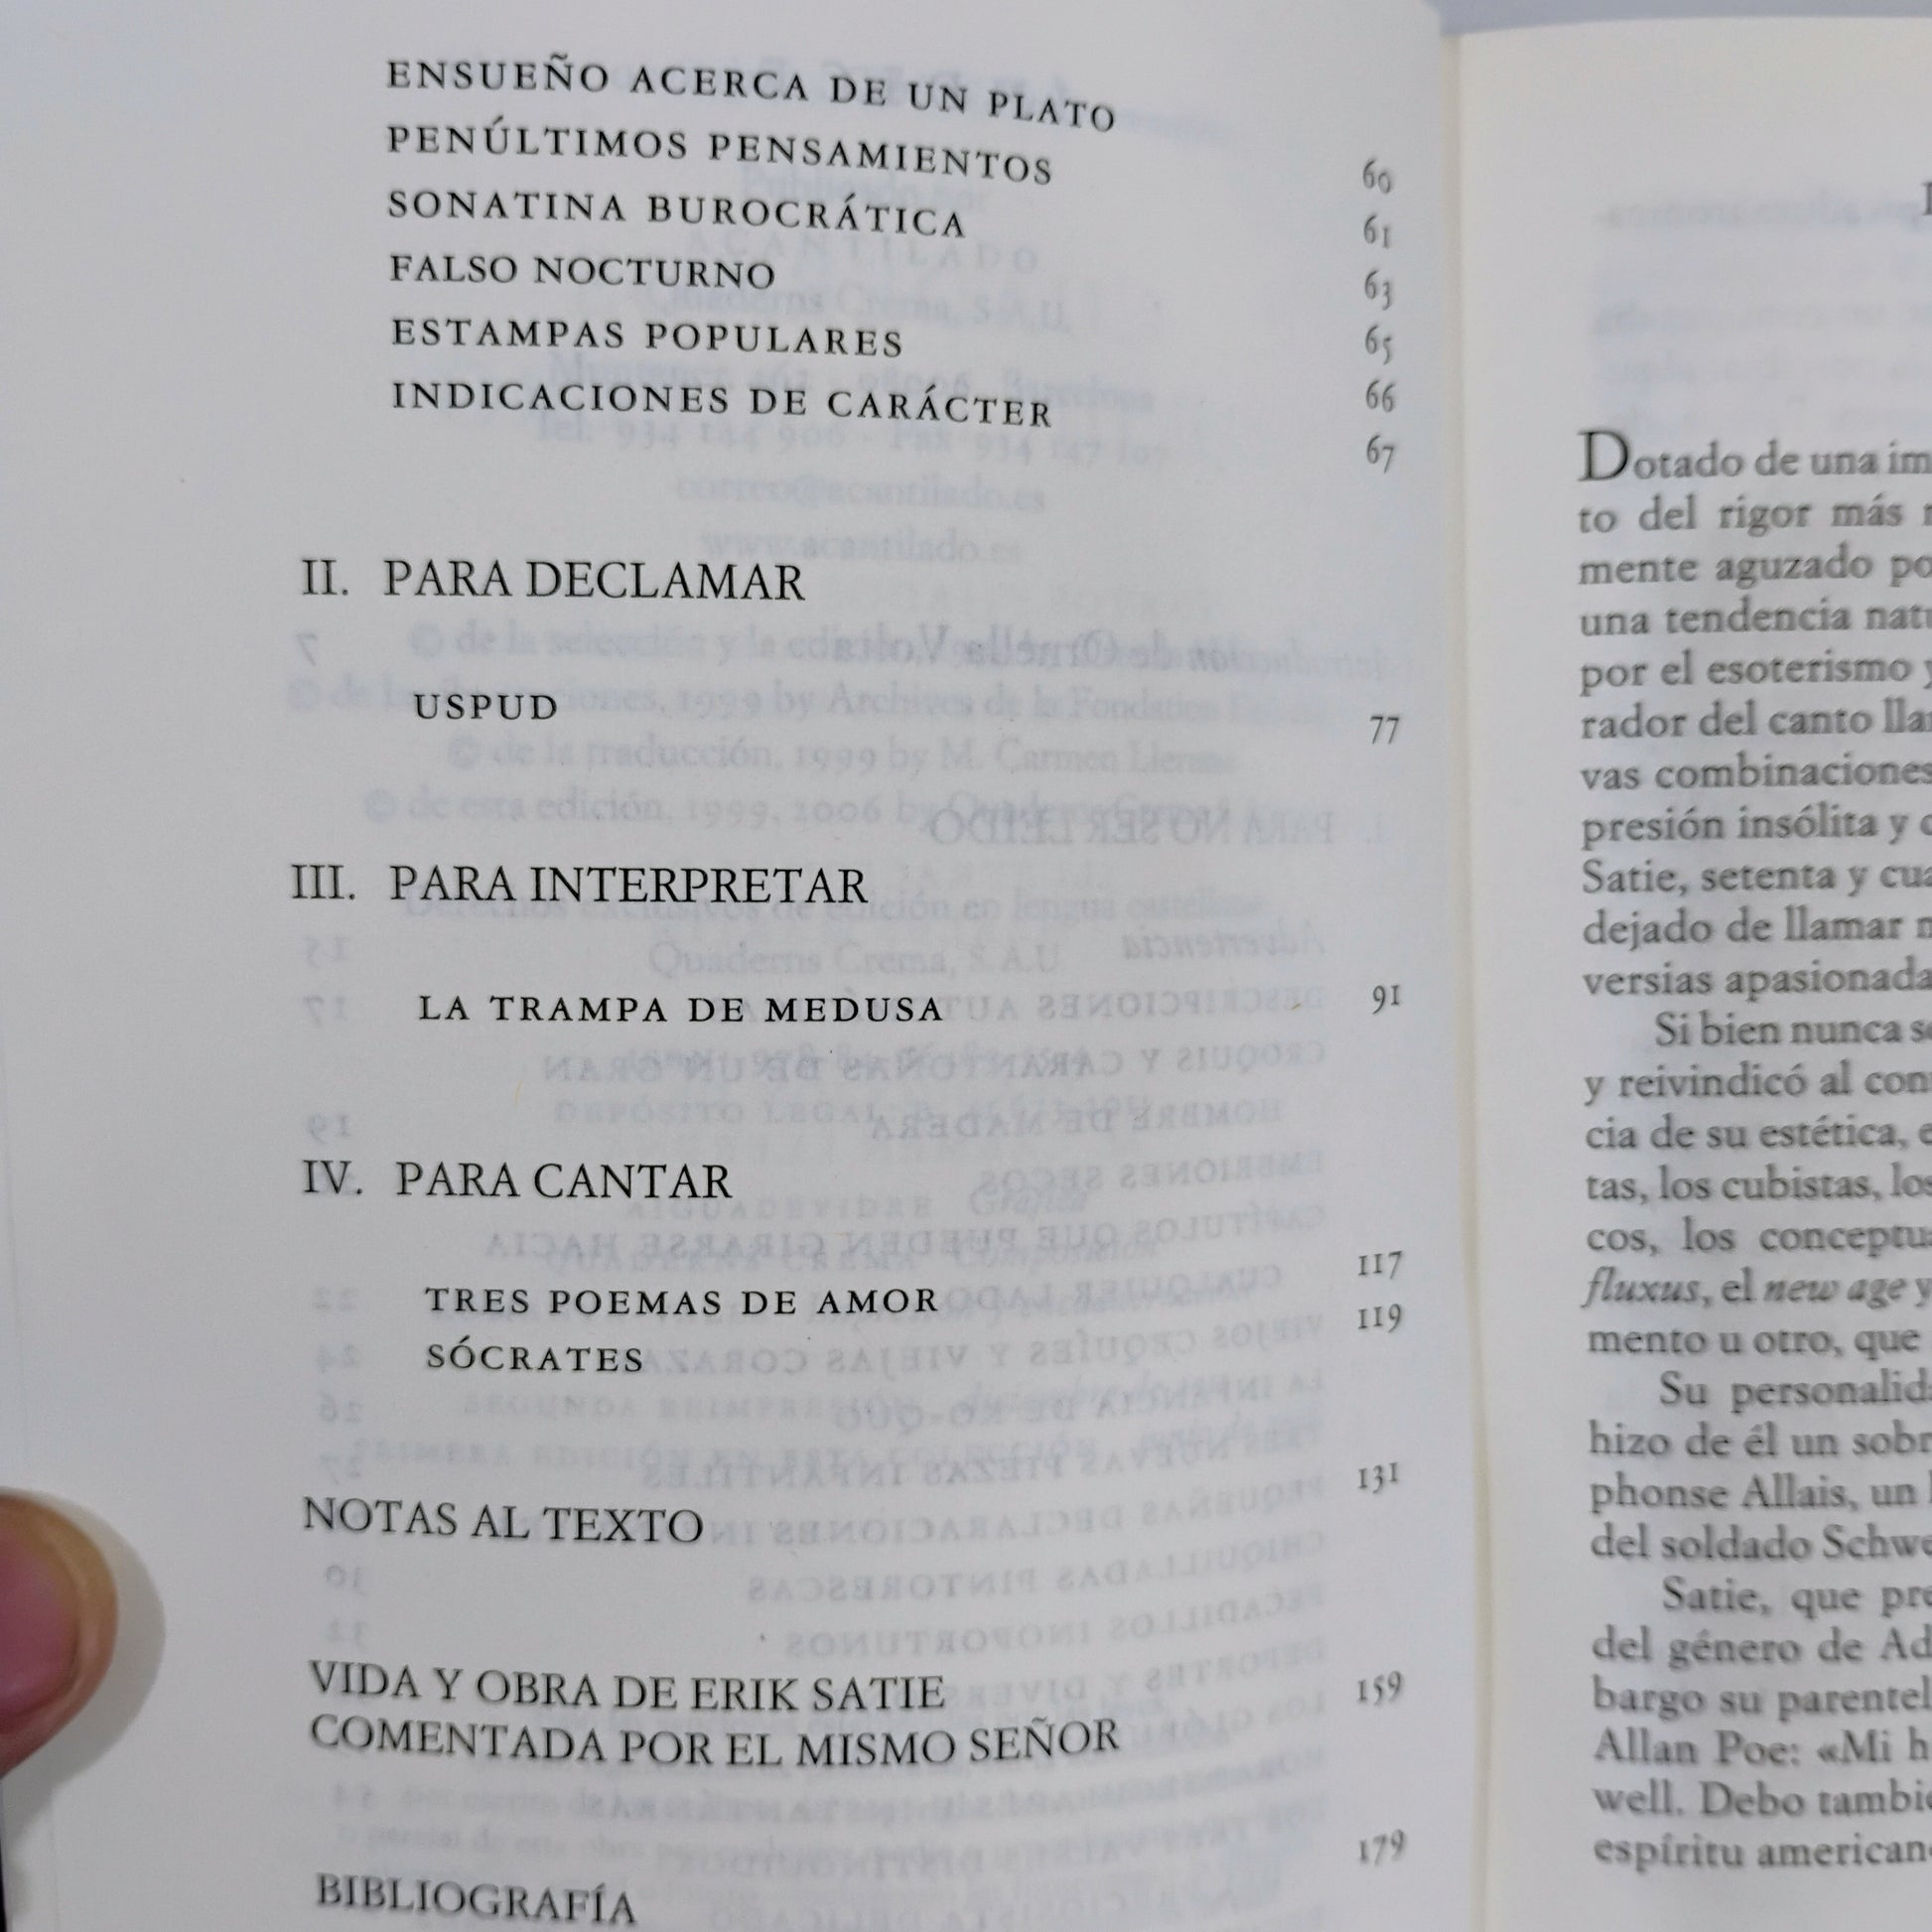 ENSUEÑO ACERCA DE UN PLATO 60
PENÚLTIMOS PENSAMIENTOS 61
SONATINA BUROCRÁTICA 63
FALSO NOCTURNO 65
ESTAMPAS POPULARES 66
INDICACIONES DE CARÁCTER 67
II. PARA DECLAMAR
USPUD 77
III. PARA INTERPRETAR
LA TRAMPA DE MEDUSA 91
IV. PARA CANTAR
TRES POEMAS DE AMOR 117
SÓCRATES 119
NOTAS AL TEXTO 131
VIDA Y OBRA DE ERIK SATIE
COMENTADA POR EL MISMO SEÑOR 159
BIBLIOGRAFÍA 179
Dotado de una im
to del rigor más
mente aguzado po
una tendencia natu
por el esoterismo y
rador del canto lla
vas combinaciones
presión insólita y
Satie, setenta y cua
dejado de llamar
versias apasionada
Si bien nunca se
y reivindicó al con
cia de su estética, e
tas, los cubistas, los
cos, los conceptu
fluxus, el new age y
mento u otro, que
Su personalid
hizo de él un sobr
phonse Allais, un
del soldado Schwe
Satie, que pre
del género de Ad
bargo su parentel
Allan Poe: «Mi h
well. Debo tambié
espíritu american